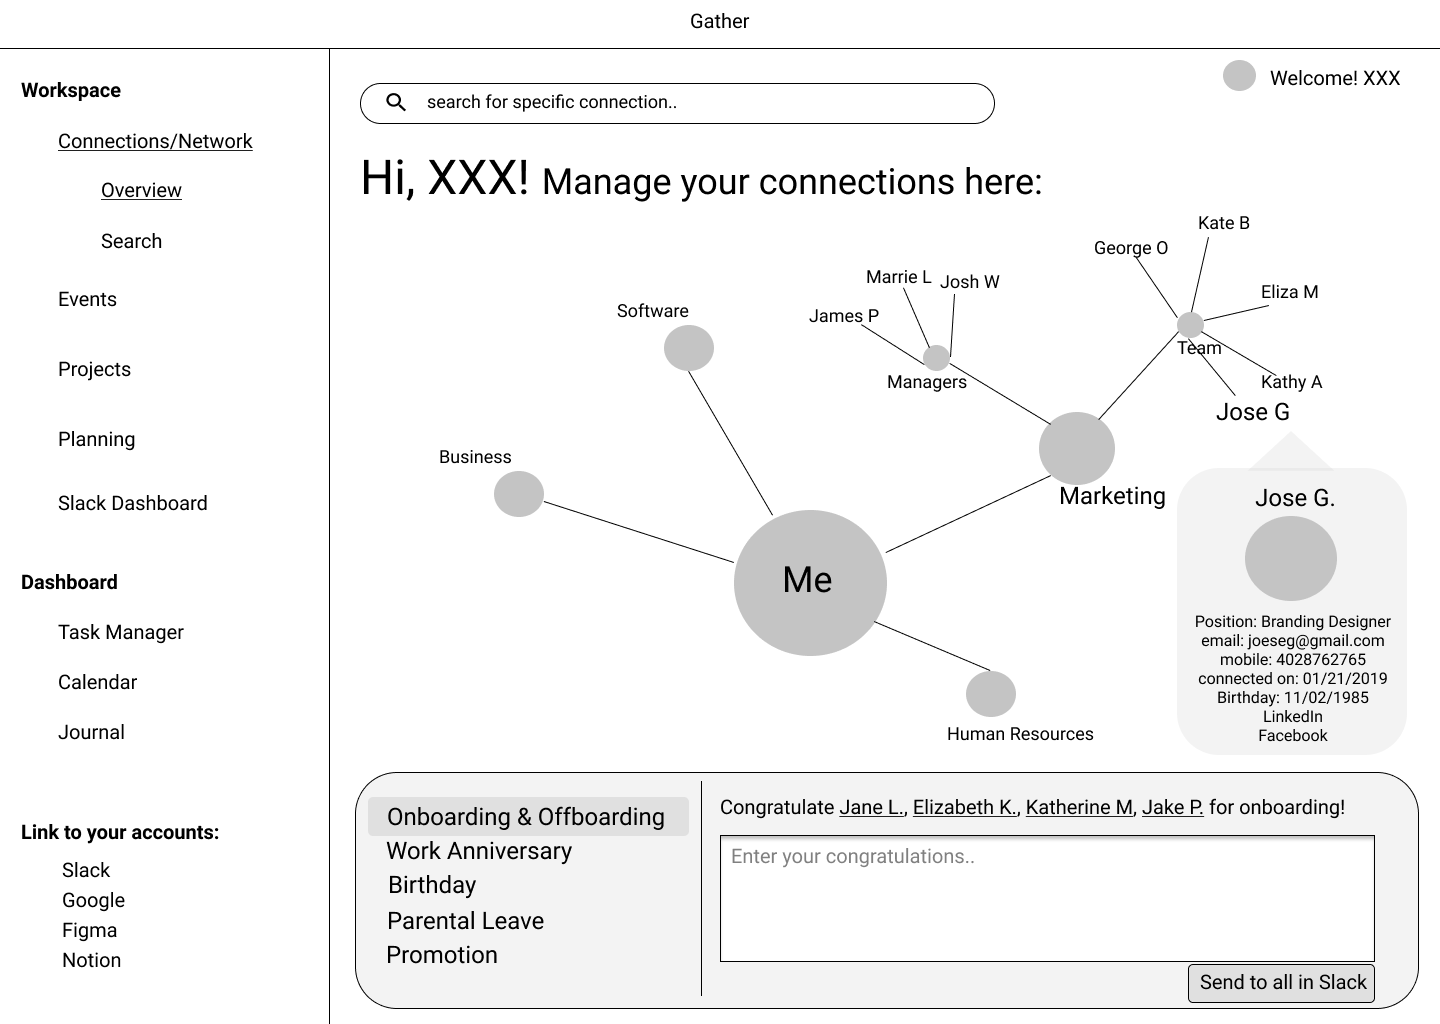 Gather
Workspace
Connections/Network
Overview
Search
Events
Projects
Planning
Slack Dashboard
Dashboard
Task Manager
Calendar
Journal
Link to your accounts:
Slack
Google
Figma
Notion
Welcome! XXX
search for specific connection..
Hi, XXX! Manage your connections here:
Kate B
George O
Marrie L
Josh W
Eliza M
Software
James P
Team
Managers
Kathy A
Jose G
Business
Marketing
Me
Human Resources
Jose G.
Position: Branding Designer
email: joeseg@gmail.com
mobile: 4028762765
connected on: 01/21/2019
Birthday: 11/02/1985
LinkedIn
Facebook
Onboarding & Offboarding
Work Anniversary
Birthday
Parental Leave
Promotion
Congratulate Jane L., Elizabeth K., Katherine M, Jake P. for onboarding!
Enter your congratulations..
Send to all in Slack